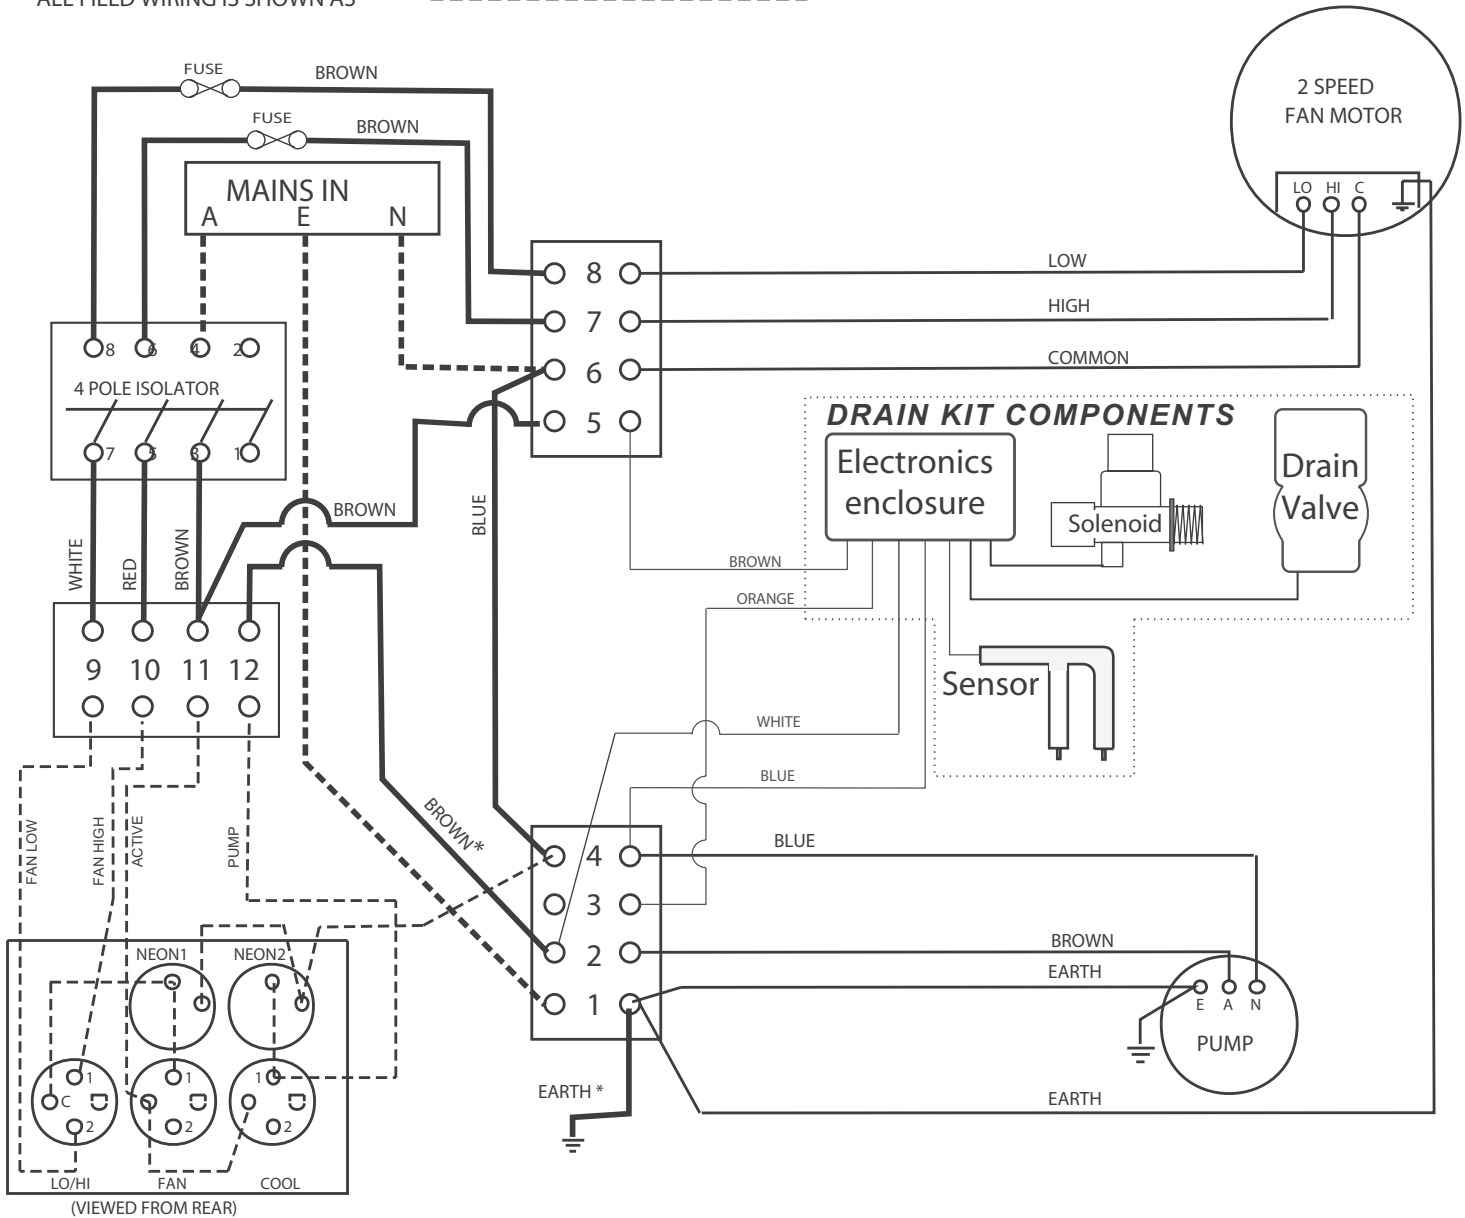 ALL FIELD WIRING IS SHOWN AS
FUSE
BROWN
FUSE
BROWN
MAINS IN
A E N
2 SPEED
FAN MOTOR
LO HI C
8
7
6
5
LOW
HIGH
COMMON
8 6 4 2
4 POLE ISOLATOR
7 5 3 1
WHITE
RED
BROWN
BROWN
BLUE
DRAIN KIT COMPONENTS
Electronics
enclosure
Solenoid
Drain
Valve
BROWN
ORANGE
Sensor
WHITE
BLUE
9 10 11 12
BROWN*
FAN LOW
FAN HIGH
ACTIVE
PUMP
4
3
2
1
BLUE
BROWN
EARTH
E A N
PUMP
EARTH
EARTH *
NEON1
NEON2
1
C
2
1
2
1
2
LO/HI FAN COOL
(VIEWED FROM REAR)